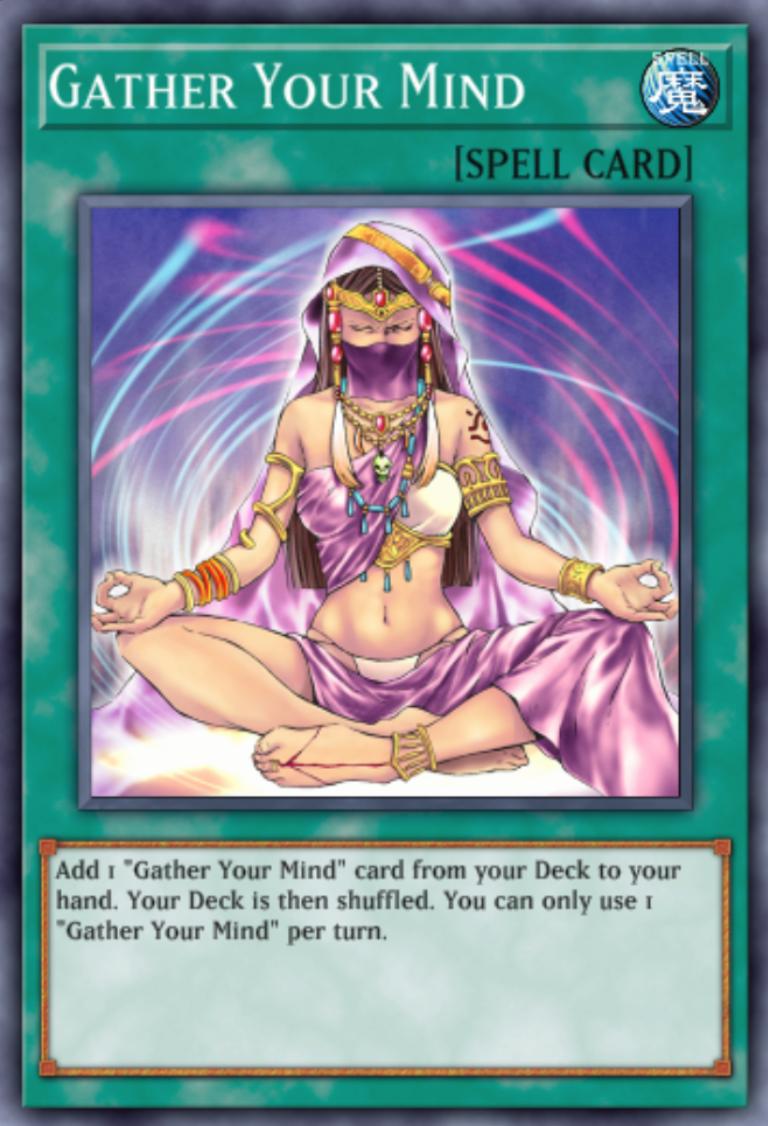 GATHER YOUR MIND
SPELL
魔
[SPELL CARD]
Add 1 "Gather Your Mind" card from your Deck to your
hand. Your Deck is then shuffled. You can only use 1
"Gather Your Mind" per turn.